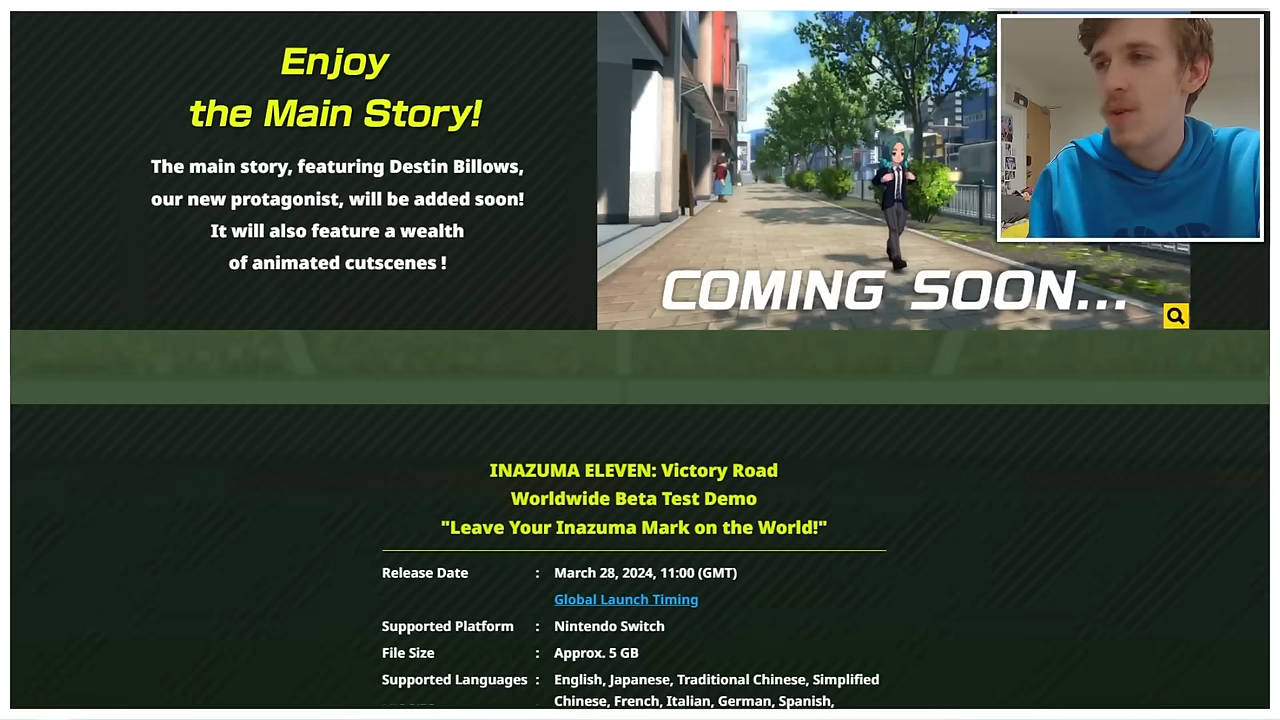 Enjoy
the Main Story!
The main story, featuring Destin Billows,
our new protagonist, will be added soon!
It will also feature a wealth
of animated cutscenes !
COMING SOON...
INAZUMA ELEVEN: Victory Road
Worldwide Beta Test Demo
"Leave Your Inazuma Mark on the World!"
Release Date : March 28, 2024, 11:00 (GMT)
Global Launch Timing
Supported Platform : Nintendo Switch
File Size : Approx. 5 GB
Supported Languages : English, Japanese, Traditional Chinese, Simplified
Chinese, French, Italian, German, Spanish,